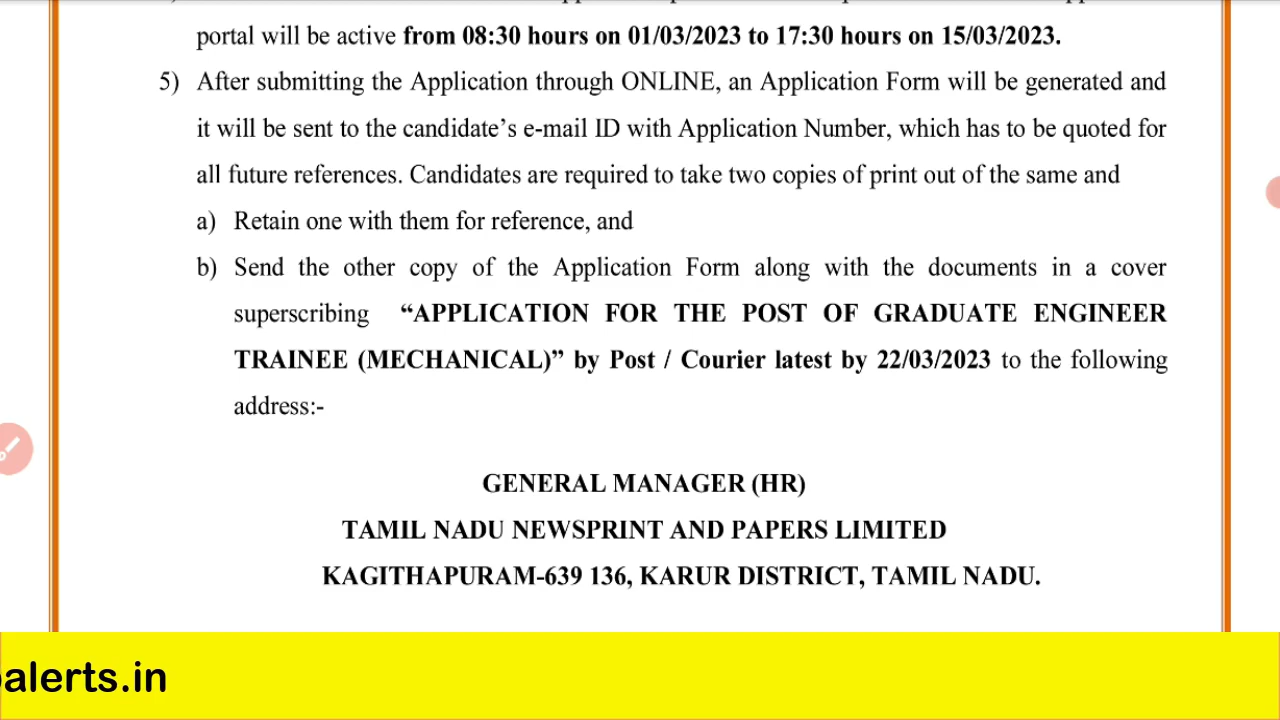 portal will be active from 08:30 hours on 01/03/2023 to 17:30 hours on 15/03/2023.
5) After submitting the Application through ONLINE, an Application Form will be generated and
it will be sent to the candidate’s e-mail ID with Application Number, which has to be quoted for
all future references. Candidates are required to take two copies of print out of the same and
a) Retain one with them for reference, and
b) Send the other copy of the Application Form along with the documents in a cover
superscribing “APPLICATION FOR THE POST OF GRADUATE ENGINEER
TRAINEE (MECHANICAL)” by Post / Courier latest by 22/03/2023 to the following
address:-
GENERAL MANAGER (HR)
TAMIL NADU NEWSPRINT AND PAPERS LIMITED
KAGITHAPURAM-639 136, KARUR DISTRICT, TAMIL NADU.
alerts.in